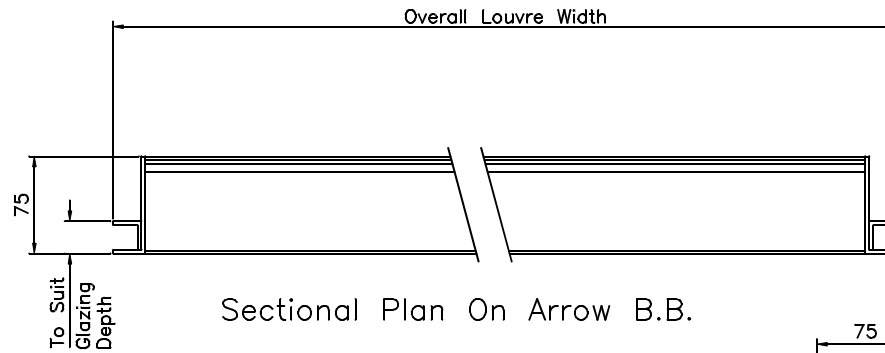 Overall Louvre Width
75
To Suit
Glazing
Depth
Sectional Plan On Arrow B.B.
75